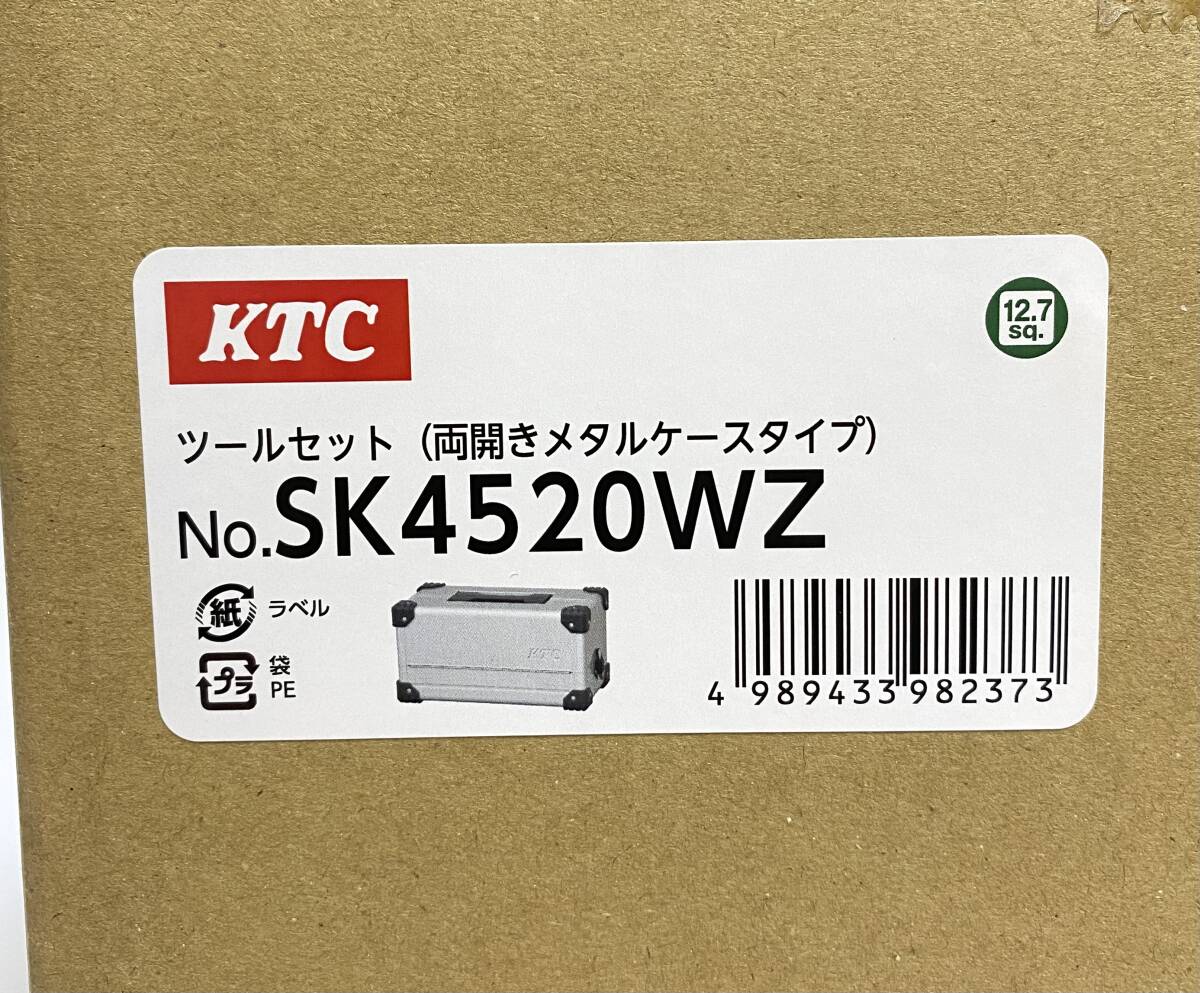 KTC
12.7
sq.
ツールセット（両開きメタルケースタイプ）
No.SK4520WZ
紙 ラベル
プラ 袋
PE
KTC
4 989433 982373